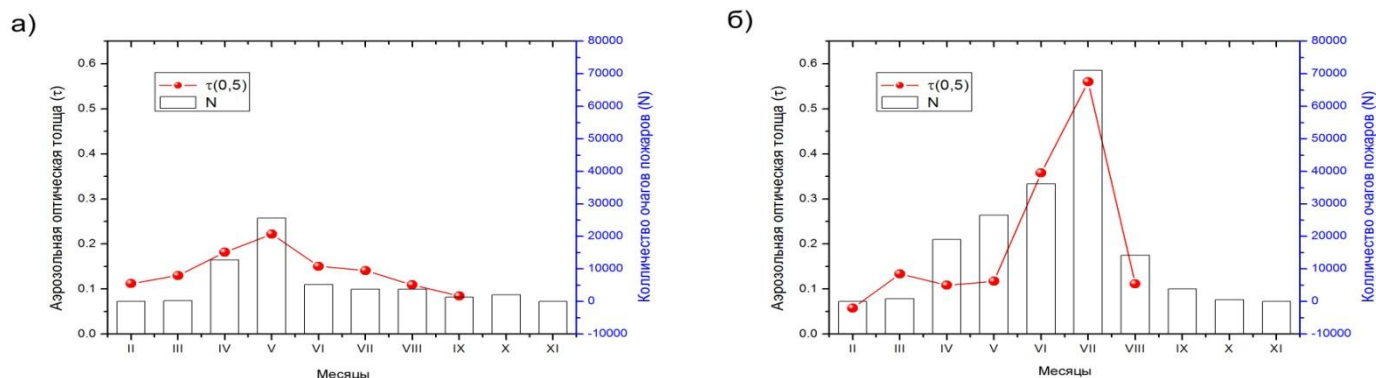 а)
τ(0,5)
N
Аэрозольная оптическая толща (τ)
0.6
0.5
0.4
0.3
0.2
0.1
0.0
Колличество очагов пожаров (N)
80000
70000
60000
50000
40000
30000
20000
10000
0
-10000
II III IV V VI VII VIII IX X XI
Месяцы
б)
τ(0,5)
N
Аэрозольная оптическая толща (τ)
0.6
0.5
0.4
0.3
0.2
0.1
0.0
Колличество очагов пожаров (N)
80000
70000
60000
50000
40000
30000
20000
10000
0
-10000
II III IV V VI VII VIII IX X XI
Месяцы